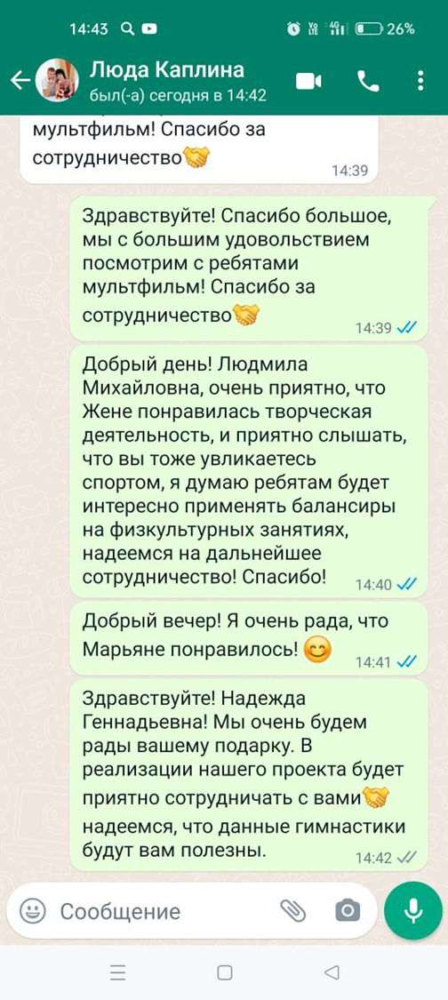 14:43 Vo LTE 4G 26%
Люда Каплина
был(-а) сегодня в 14:42
мультфильм! Спасибо за
сотрудничество🤝
14:39
Здравствуйте! Спасибо большое,
мы с большим удовольствием
посмотрим с ребятами
мультфильм! Спасибо за
сотрудничество🤝
14:39
Добрый день! Людмила
Михайловна, очень приятно, что
Жене понравилась творческая
деятельность, и приятно слышать,
что вы тоже увликаетесь
спортом, я думаю ребятам будет
интересно применять балансиры
на физкультурных занятиях,
надеемся на дальнейшее
сотрудничество! Спасибо!
14:40
Добрый вечер! Я очень рада, что
Марьяне понравилось! 😊
14:41
Здравствуйте! Надежда
Геннадьевна! Мы очень будем
рады вашему подарку. В
реализации нашего проекта будет
приятно сотрудничать с вами🤝
надеемся, что данные гимнастики
будут вам полезны.
14:42
Сообщение